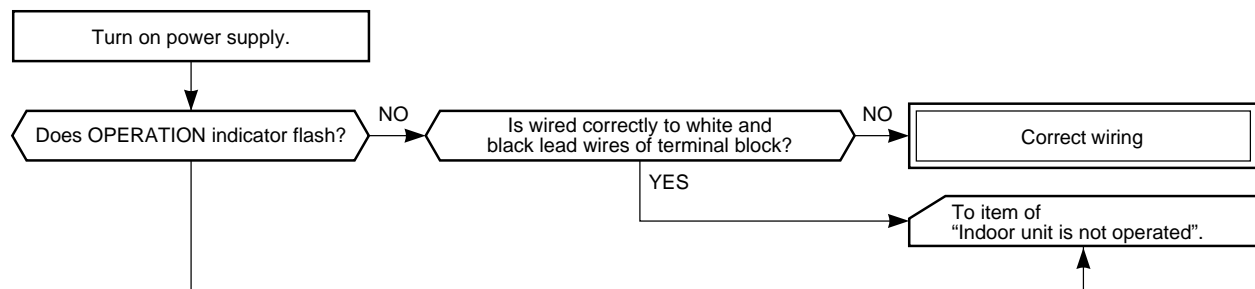 Turn on power supply.
Does OPERATION indicator flash?
NO
Is wired correctly to white and
black lead wires of terminal block?
NO
Correct wiring
YES
To item of
“Indoor unit is not operated”.